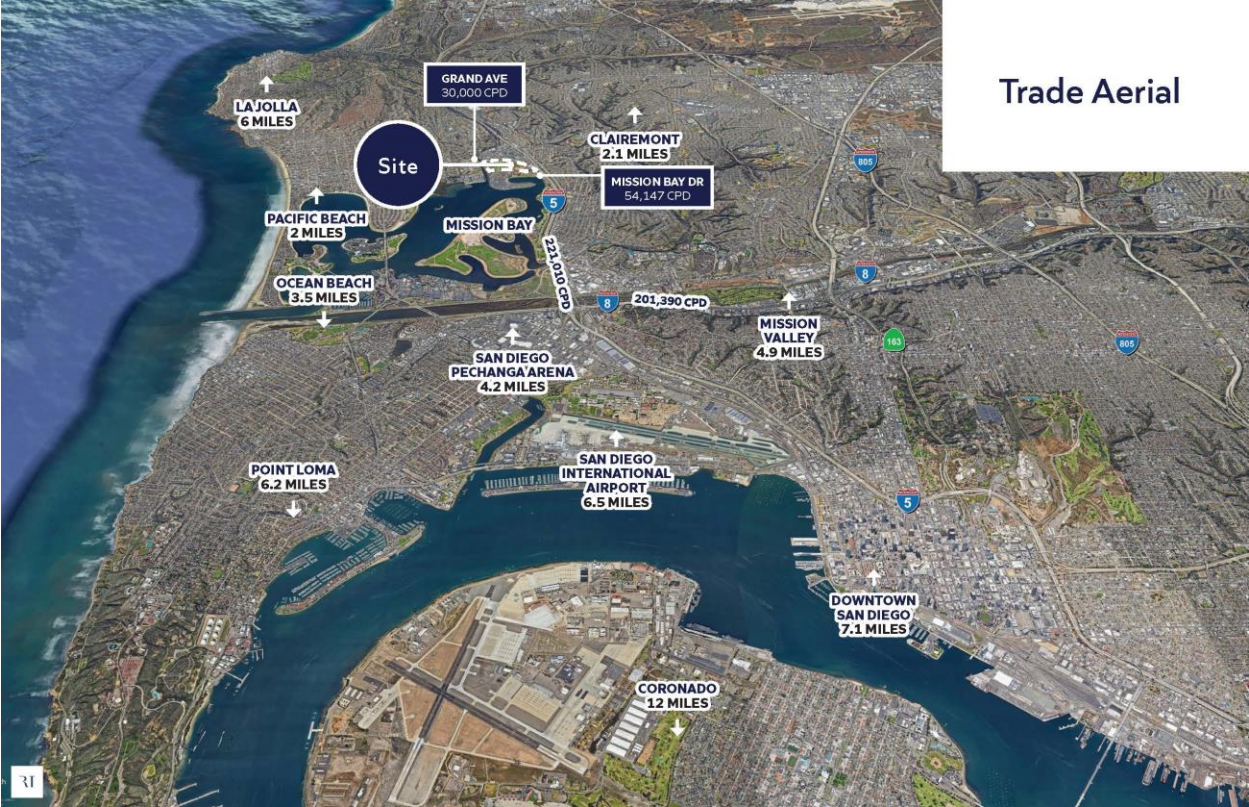 Trade Aerial
GRAND AVE
30,000 CPD
LA JOLLA
6 MILES
CLAIREMONT
2.1 MILES
805
Site
MISSION BAY DR
54,147 CPD
5
PACIFIC BEACH
2 MILES
MISSION BAY
221,010 CPD
OCEAN BEACH
3.5 MILES
8
8
201,390 CPD
MISSION
VALLEY
4.9 MILES
163
805
SAN DIEGO
PECHANGA ARENA
4.2 MILES
SAN DIEGO
INTERNATIONAL
AIRPORT
6.5 MILES
POINT LOMA
6.2 MILES
5
DOWNTOWN
SAN DIEGO
7.1 MILES
CORONADO
12 MILES